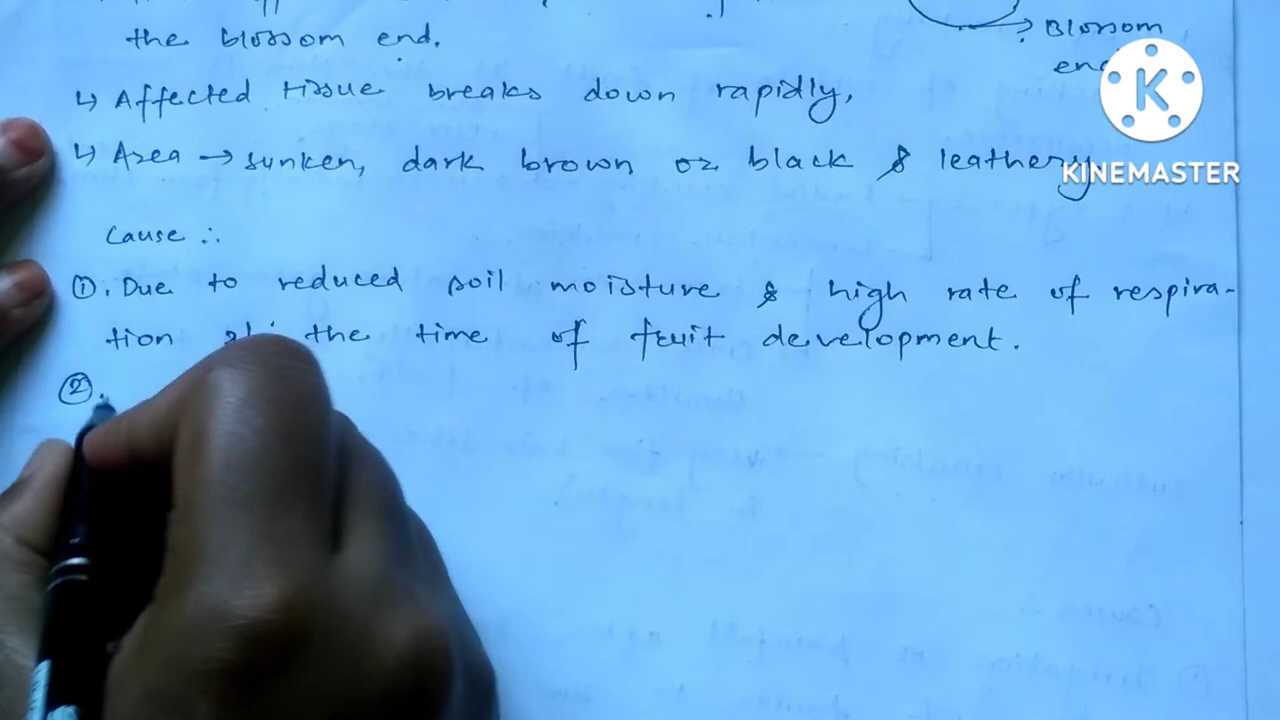 the blossom end.
Blossom
end
↳ Affected tissue breaks down rapidly,
↳ Area → sunken, dark brown or black & leathery
KINEMASTER
Cause ∴
①. Due to reduced soil moisture & high rate of respira-
tion the time of fruit development.
②.